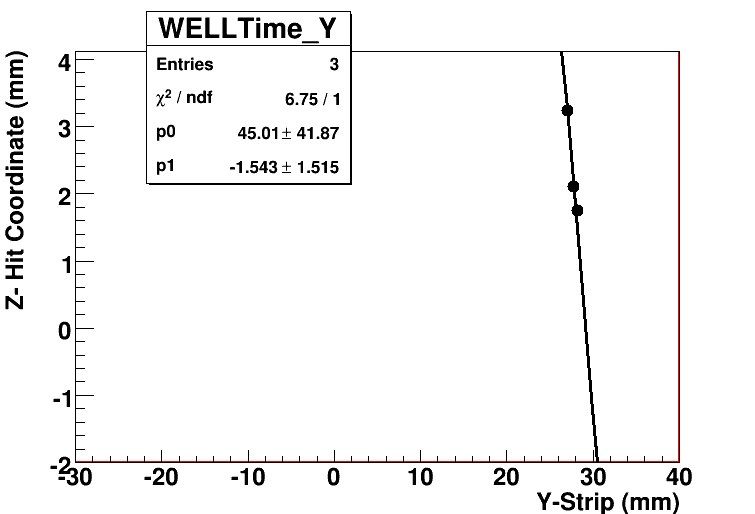 WELLTime_Y
Entries 3
χ² / ndf 6.75 / 1
p0 45.01± 41.87
p1 -1.543 ± 1.515
Z- Hit Coordinate (mm)
4
3
2
1
0
-1
-2
-30 -20 -10 0 10 20 30 40
Y-Strip (mm)